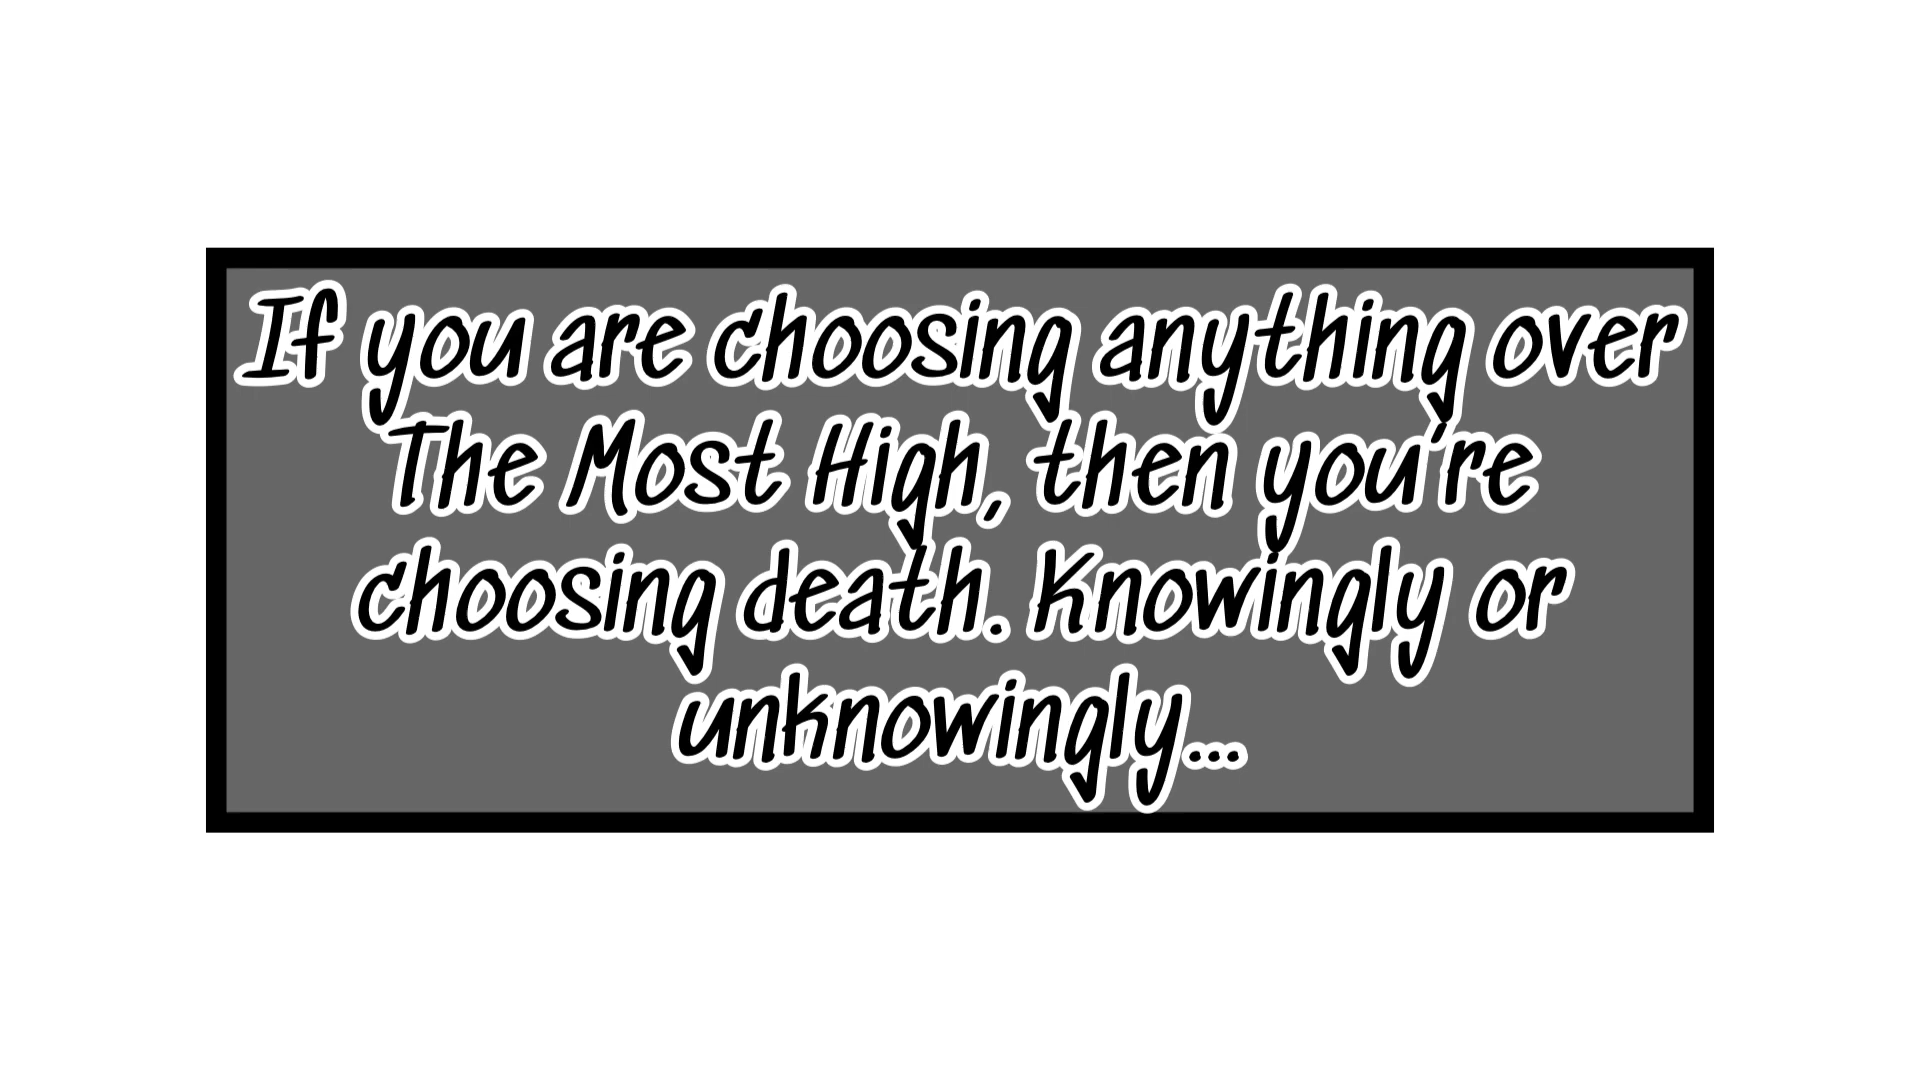 If you are choosing anything over
The Most High, then you're
choosing death. Knowingly or
unknowingly...